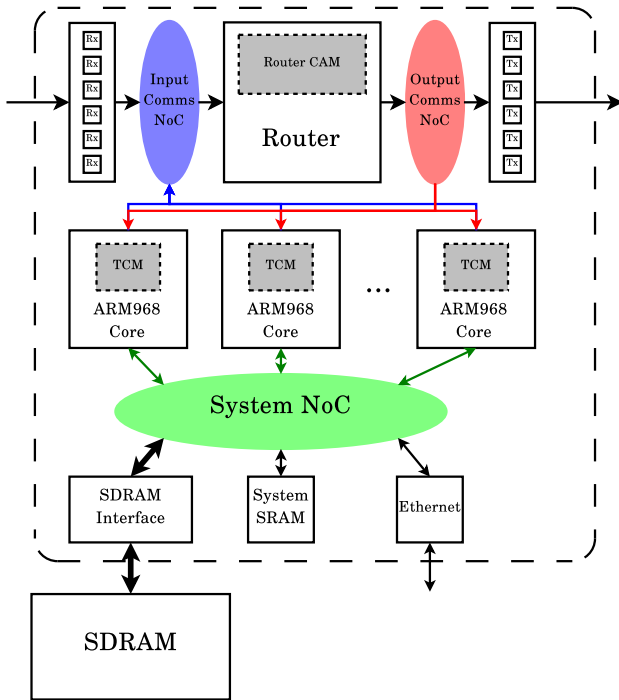 Rx
Rx
Rx
Rx
Rx
Rx
Input
Comms
NoC
Router CAM
Router
Output
Comms
NoC
Tx
Tx
Tx
Tx
Tx
Tx
TCM
ARM968
Core
TCM
ARM968
Core
...
TCM
ARM968
Core
System NoC
SDRAM
Interface
System
SRAM
Ethernet
SDRAM